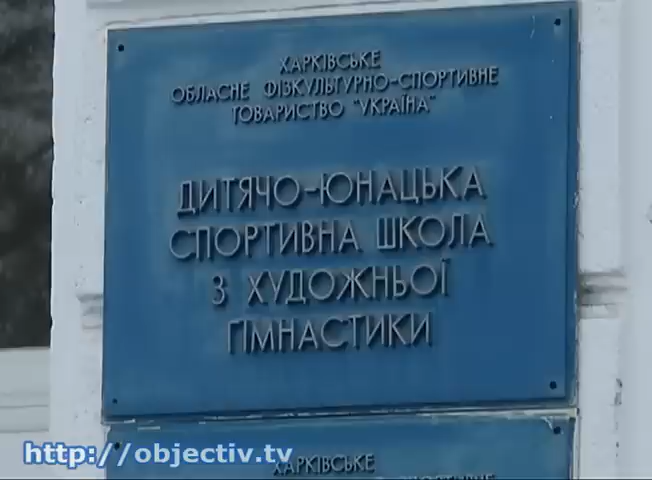 ХАРКІВСЬКЕ
ОБЛАСНЕ ФІЗКУЛЬТУРНО-СПОРТИВНЕ
ТОВАРИСТВО "УКРАЇНА"
ДИТЯЧО-ЮНАЦЬКА
СПОРТИВНА ШКОЛА
З ХУДОЖНЬОЇ
ГІМНАСТИКИ
http://objectiv.tv
ХАРКІВСЬКЕ